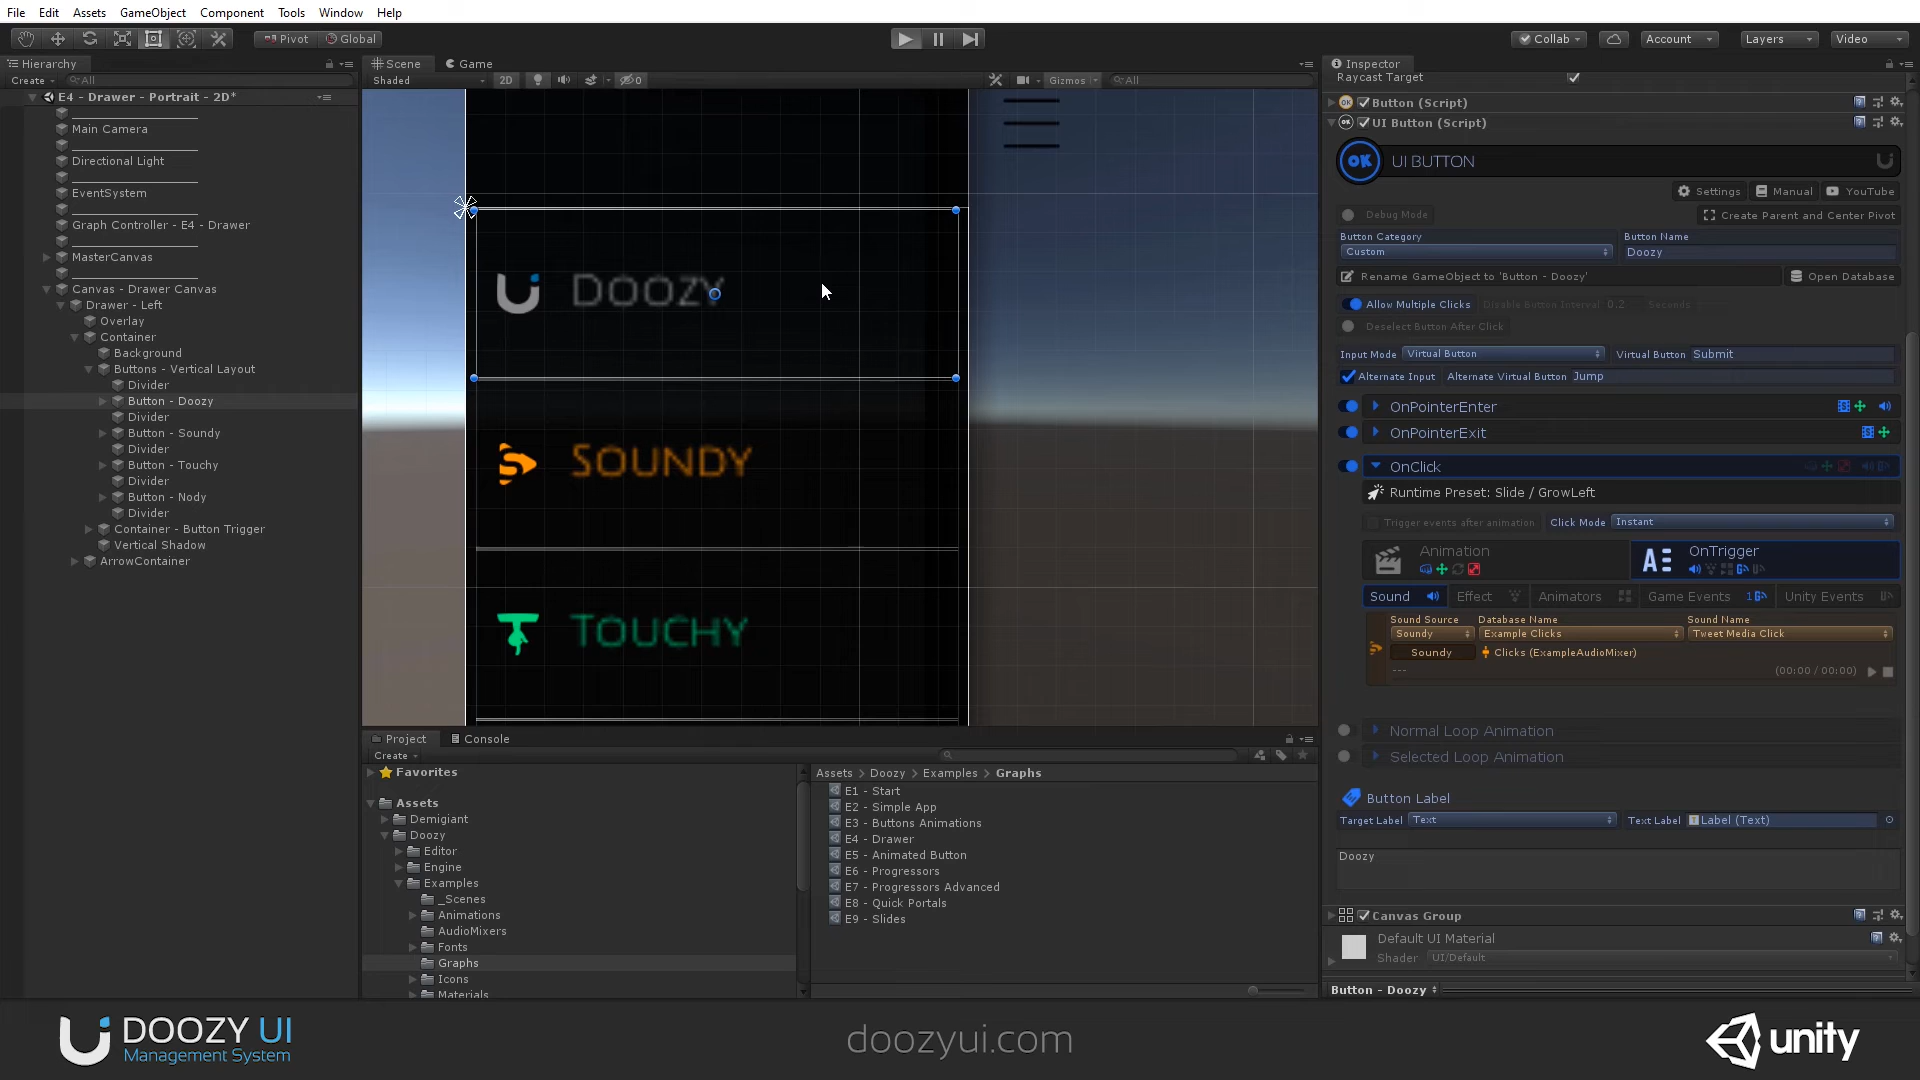 File Edit Assets GameObject Component Tools Window Help
Pivot Global
Collab Account Layers Video
Hierarchy
Create All
E4 - Drawer - Portrait - 2D*
Main Camera
Directional Light
EventSystem
Graph Controller - E4 - Drawer
MasterCanvas
Canvas - Drawer Canvas
Drawer - Left
Overlay
Container
Background
Buttons - Vertical Layout
Divider
Button - Doozy
Divider
Button - Soundy
Divider
Button - Touchy
Divider
Button - Nody
Divider
Container - Button Trigger
Vertical Shadow
ArrowContainer
Scene Game
Shaded 2D 0 Gizmos All
DOOZY
SOUNDY
TOUCHY
Project Console
Create
Favorites
Assets
Demigiant
Doozy
Editor
Engine
Examples
_Scenes
Animations
AudioMixers
Fonts
Graphs
Icons
Materials
Assets > Doozy > Examples > Graphs
E1 - Start
E2 - Simple App
E3 - Buttons Animations
E4 - Drawer
E5 - Animated Button
E6 - Progressors
E7 - Progressors Advanced
E8 - Quick Portals
E9 - Slides
Inspector
Raycast Target
OK Button (Script)
OK UI Button (Script)
OK UI BUTTON
Settings Manual YouTube
Debug Mode Create Parent and Center Pivot
Button Category Button Name
Custom Doozy
Rename GameObject to 'Button - Doozy' Open Database
Allow Multiple Clicks Disable Button Interval 0.2 Seconds
Deselect Button After Click
Input Mode Virtual Button Virtual Button Submit
Alternate Input Alternate Virtual Button Jump
OnPointerEnter
OnPointerExit
OnClick
Runtime Preset: Slide / GrowLeft
Trigger events after animation Click Mode Instant
Animation OnTrigger
Sound Effect Animators Game Events 1 Unity Events
Sound Source Database Name Sound Name
Soundy Example Clicks Tweet Media Click
Soundy Clicks (ExampleAudioMixer)
--- (00:00 / 00:00)
Normal Loop Animation
Selected Loop Animation
Button Label
Target Label Text Text Label Label (Text)
Doozy
Canvas Group
Default UI Material
Shader UI/Default
Button - Doozy
DOOZY UI
Management System
doozyui.com
unity